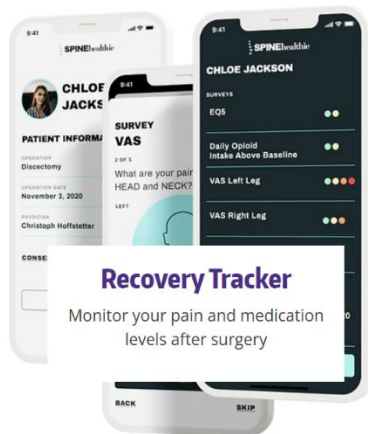 9:41
SPINEhealthie
CHLOE
JACKS
PATIENT INFORMA
OPERATION
Discectomy
OPERATION DATE
November 3, 2020
PHYSICIAN
Christoph Hoffstetter
CONSE
9:41
SURVEY
VAS
2 OF 5
What are your pain
HEAD and NECK?
LEFT
BACK
SKIP
9:41
SPINEhealthie
CHLOE JACKSON
SURVEYS
EQ5
Daily Opioid
Intake Above Baseline
VAS Left Leg
VAS Right Leg
Recovery Tracker
Monitor your pain and medication
levels after surgery